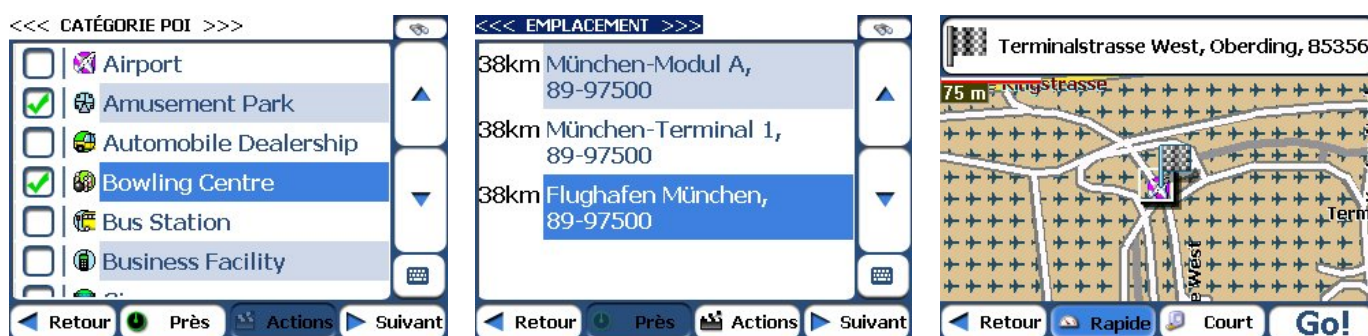 <<< CATÉGORIE POI >>>
Airport
Amusement Park
Automobile Dealership
Bowling Centre
Bus Station
Business Facility
Retour Près Actions Suivant
<<< EMPLACEMENT >>>
38km München-Modul A,
89-97500
38km München-Terminal 1,
89-97500
38km Flughafen München,
89-97500
Retour Près Actions Suivant
Terminalstrasse West, Oberding, 85356
75 m
Term
e West
Retour Rapide Court Go!